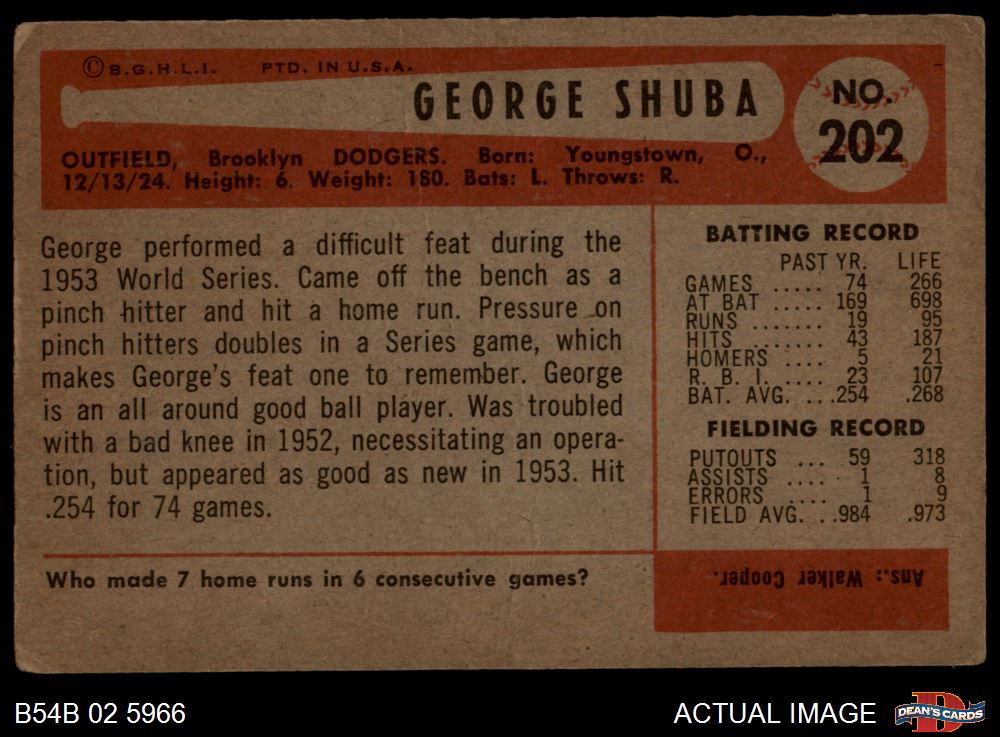 ©B.G.H.L.I. PTD. IN U.S.A.
GEORGE SHUBA
NO.
202
OUTFIELD, Brooklyn DODGERS. Born: Youngstown, O.,
12/13/24. Height: 6. Weight: 180. Bats: L. Throws: R.
George performed a difficult feat during the
1953 World Series. Came off the bench as a
pinch hitter and hit a home run. Pressure on
pinch hitters doubles in a Series game, which
makes George's feat one to remember. George
is an all around good ball player. Was troubled
with a bad knee in 1952, necessitating an opera-
tion, but appeared as good as new in 1953. Hit
.254 for 74 games.
BATTING RECORD
PAST YR. LIFE
GAMES ..... 74 266
AT BAT ..... 169 698
RUNS ....... 19 95
HITS ........ 43 187
HOMERS ..... 5 21
R. B. I. .... 23 107
BAT. AVG. ...254 .268
FIELDING RECORD
PUTOUTS ... 59 318
ASSISTS .... 1 8
ERRORS .... 1 9
FIELD AVG. ..984 .973
Who made 7 home runs in 6 consecutive games?
Ans.: Walker Cooper.
B54B 02 5966
ACTUAL IMAGE
DEAN'S CARDS